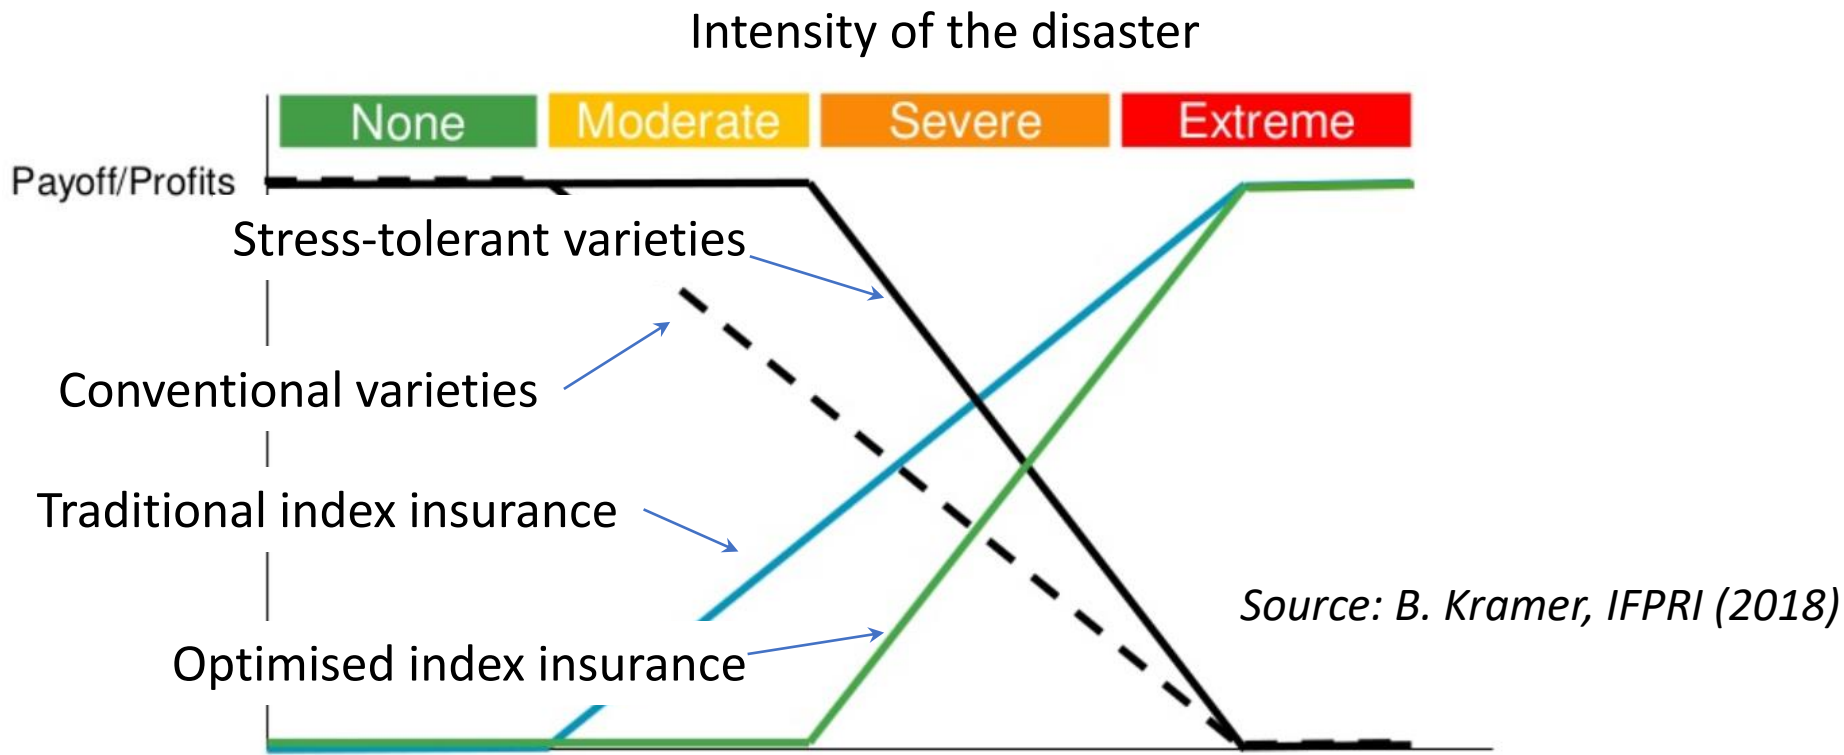 Intensity of the disaster
None Moderate Severe Extreme
Payoff/Profits
Stress-tolerant varieties
Conventional varieties
Traditional index insurance
Source: B. Kramer, IFPRI (2018)
Optimised index insurance